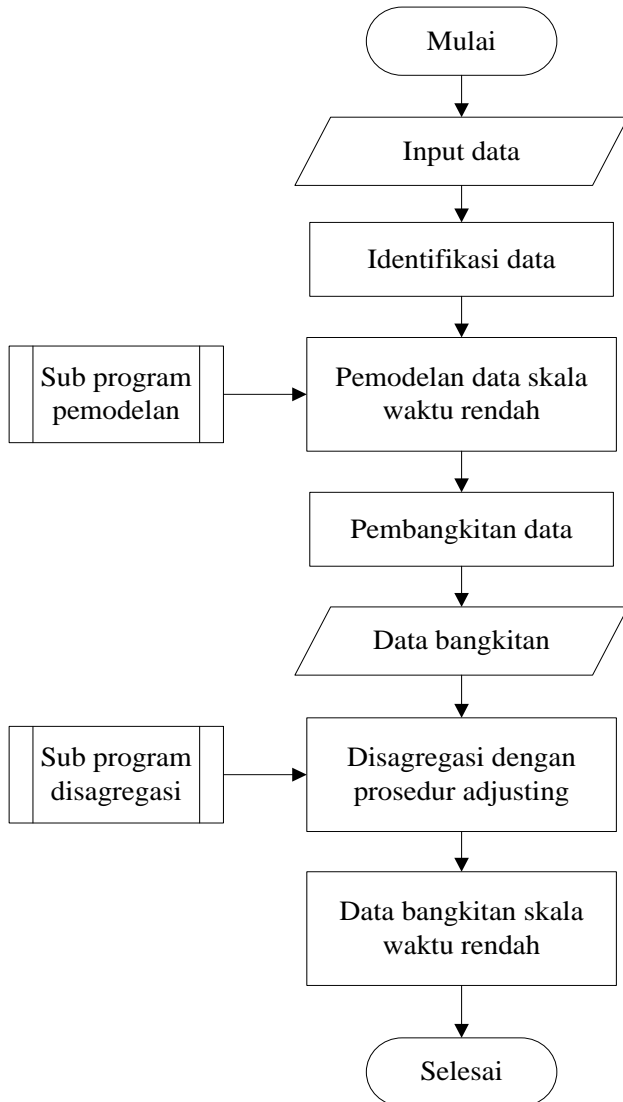 Mulai
Input data
Identifikasi data
Sub program
pemodelan
Pemodelan data skala
waktu rendah
Pembangkitan data
Data bangkitan
Sub program
disagregasi
Disagregasi dengan
prosedur adjusting
Data bangkitan skala
waktu rendah
Selesai